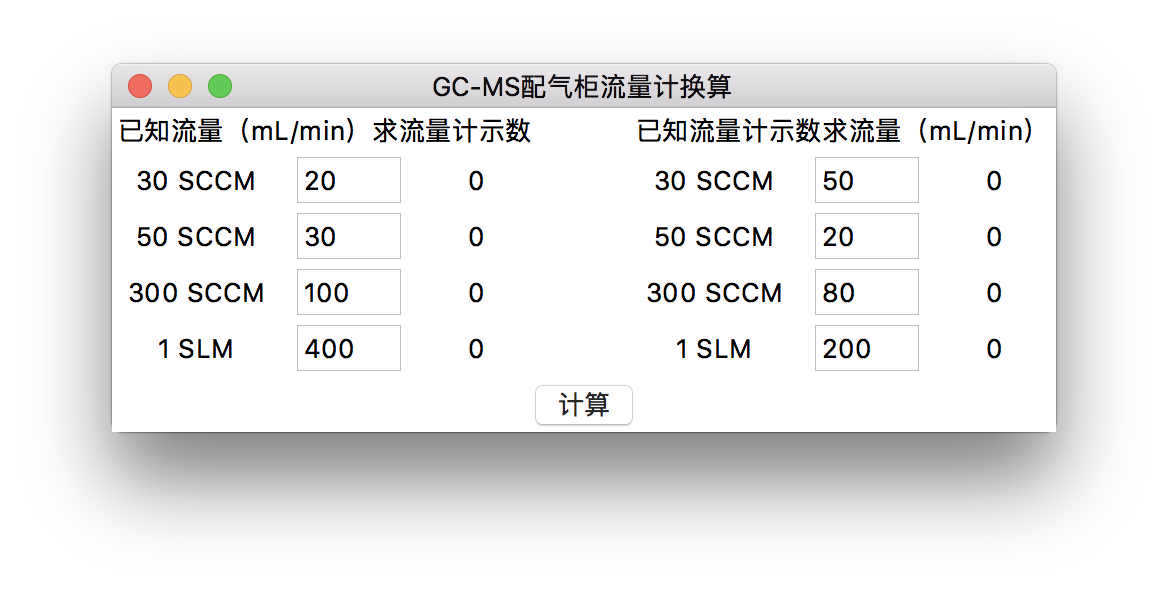 GC-MS配气柜流量计换算
已知流量（mL/min）求流量计示数 已知流量计示数求流量（mL/min）
30 SCCM 20 0 30 SCCM 50 0
50 SCCM 30 0 50 SCCM 20 0
300 SCCM 100 0 300 SCCM 80 0
1 SLM 400 0 1 SLM 200 0
计算